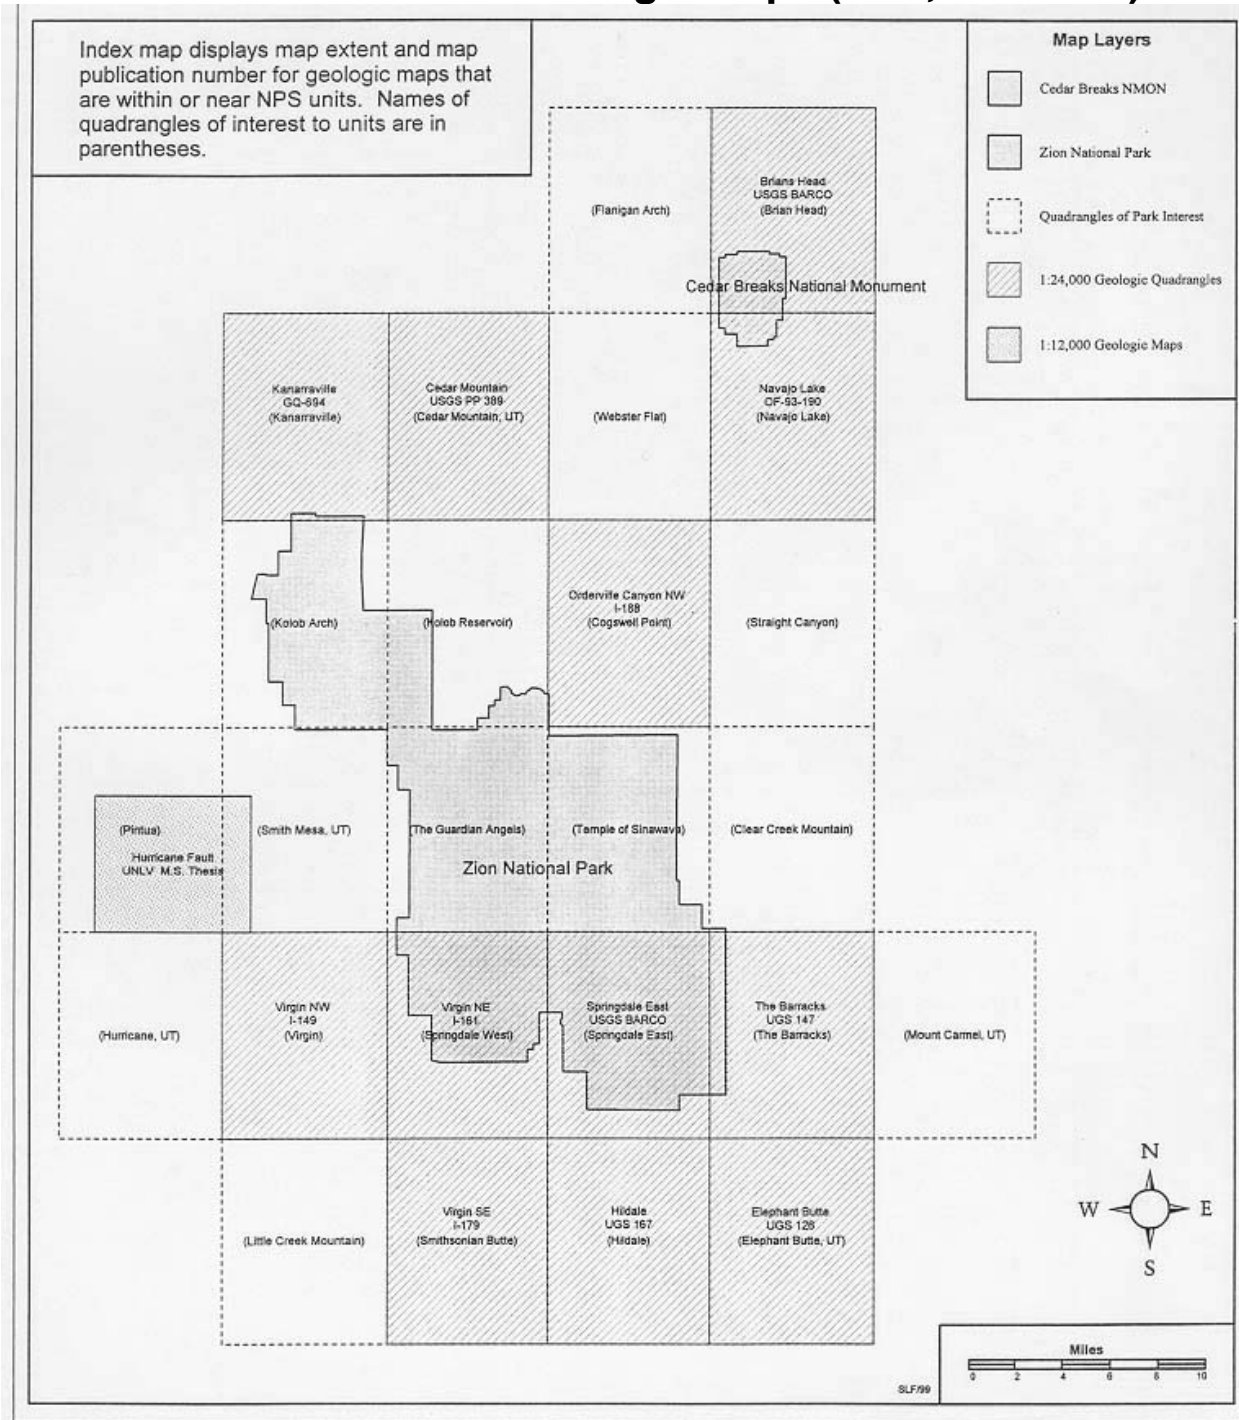 Index map displays map extent and map
publication number for geologic maps that
are within or near NPS units. Names of
quadrangles of interest to units are in
parentheses.
Map Layers
Cedar Breaks NMON
Zion National Park
Quadrangles of Park Interest
1:24,000 Geologic Quadrangles
1:12,000 Geologic Maps
(Flanigan Arch)
Brians Head
USGS BARCO
(Brian Head)
Cedar Breaks National Monument
Kanarraville
GQ-694
(Kanarraville)
Cedar Mountain
USGS PP 389
(Cedar Mountain, UT)
(Webster Flat)
Navajo Lake
OF-93-190
(Navajo Lake)
(Kolob Arch)
(Kolob Reservoir)
Orderville Canyon NW
I-188
(Cogswell Point)
(Straight Canyon)
(Pintua)
Hurricane Fault
UNLV M.S. Thesis
(Smith Mesa, UT)
(The Guardian Angels)
(Temple of Sinawava)
(Clear Creek Mountain)
Zion National Park
(Hurricane, UT)
Virgin NW
I-149
(Virgin)
Virgin NE
I-161
(Springdale West)
Springdale East
USGS BARCO
(Springdale East)
The Barracks
UGS 147
(The Barracks)
(Mount Carmel, UT)
(Little Creek Mountain)
Virgin SE
I-179
(Smithsonian Butte)
Hildale
UGS 167
(Hildale)
Elephant Butte
UGS 126
(Elephant Butte, UT)
N
W E
S
Miles
0 2 4 6 8 10
SLF/99